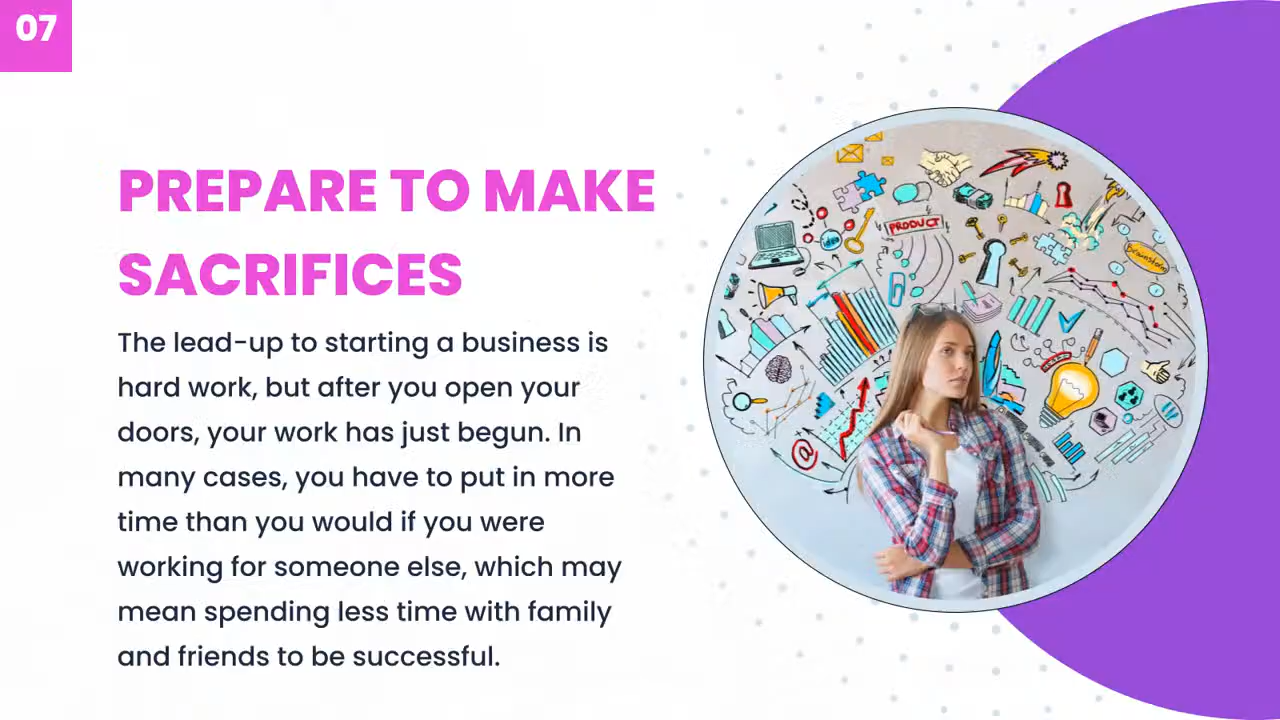 07
PREPARE TO MAKE
SACRIFICES
The lead-up to starting a business is
hard work, but after you open your
doors, your work has just begun. In
many cases, you have to put in more
time than you would if you were
working for someone else, which may
mean spending less time with family
and friends to be successful.
PRODUCT
idea
Brainstorm
@